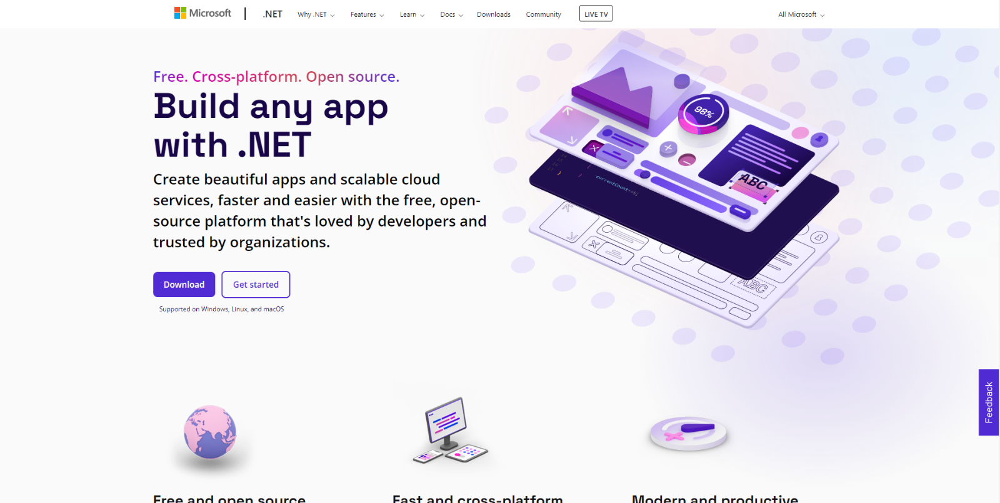 Microsoft
.NET
Why .NET
Features
Learn
Docs
Downloads
Community
LIVE TV
All Microsoft
Free. Cross-platform. Open source.
Build any app
with .NET
Create beautiful apps and scalable cloud
services, faster and easier with the free, open-
source platform that's loved by developers and
trusted by organizations.
Download
Get started
Supported on Windows, Linux, and macOS
98%
ABC
currentCount++;
ABC
Feedback
Free and open source
Fast and cross-platform
Modern and productive